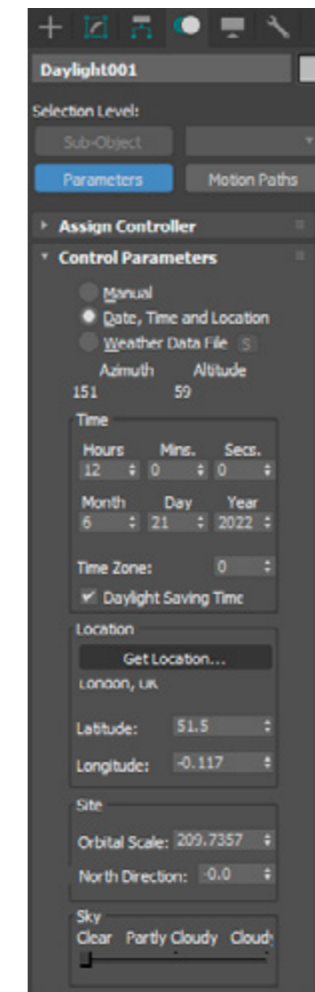 Daylight001
Selection Level:
Sub-Object
Parameters Motion Paths
Assign Controller
Control Parameters
Manual
Date, Time and Location
Weather Data File S
Azimuth Altitude
151 59
Time
Hours Mins. Secs.
12 0 0
Month Day Year
6 21 2022
Time Zone: 0
Daylight Saving Time
Location
Get Location...
London, UK
Latitude: 51.5
Longitude: -0.117
Site
Orbital Scale: 209.7357
North Direction: -0.0
Sky
Clear Partly Cloudy Cloudy